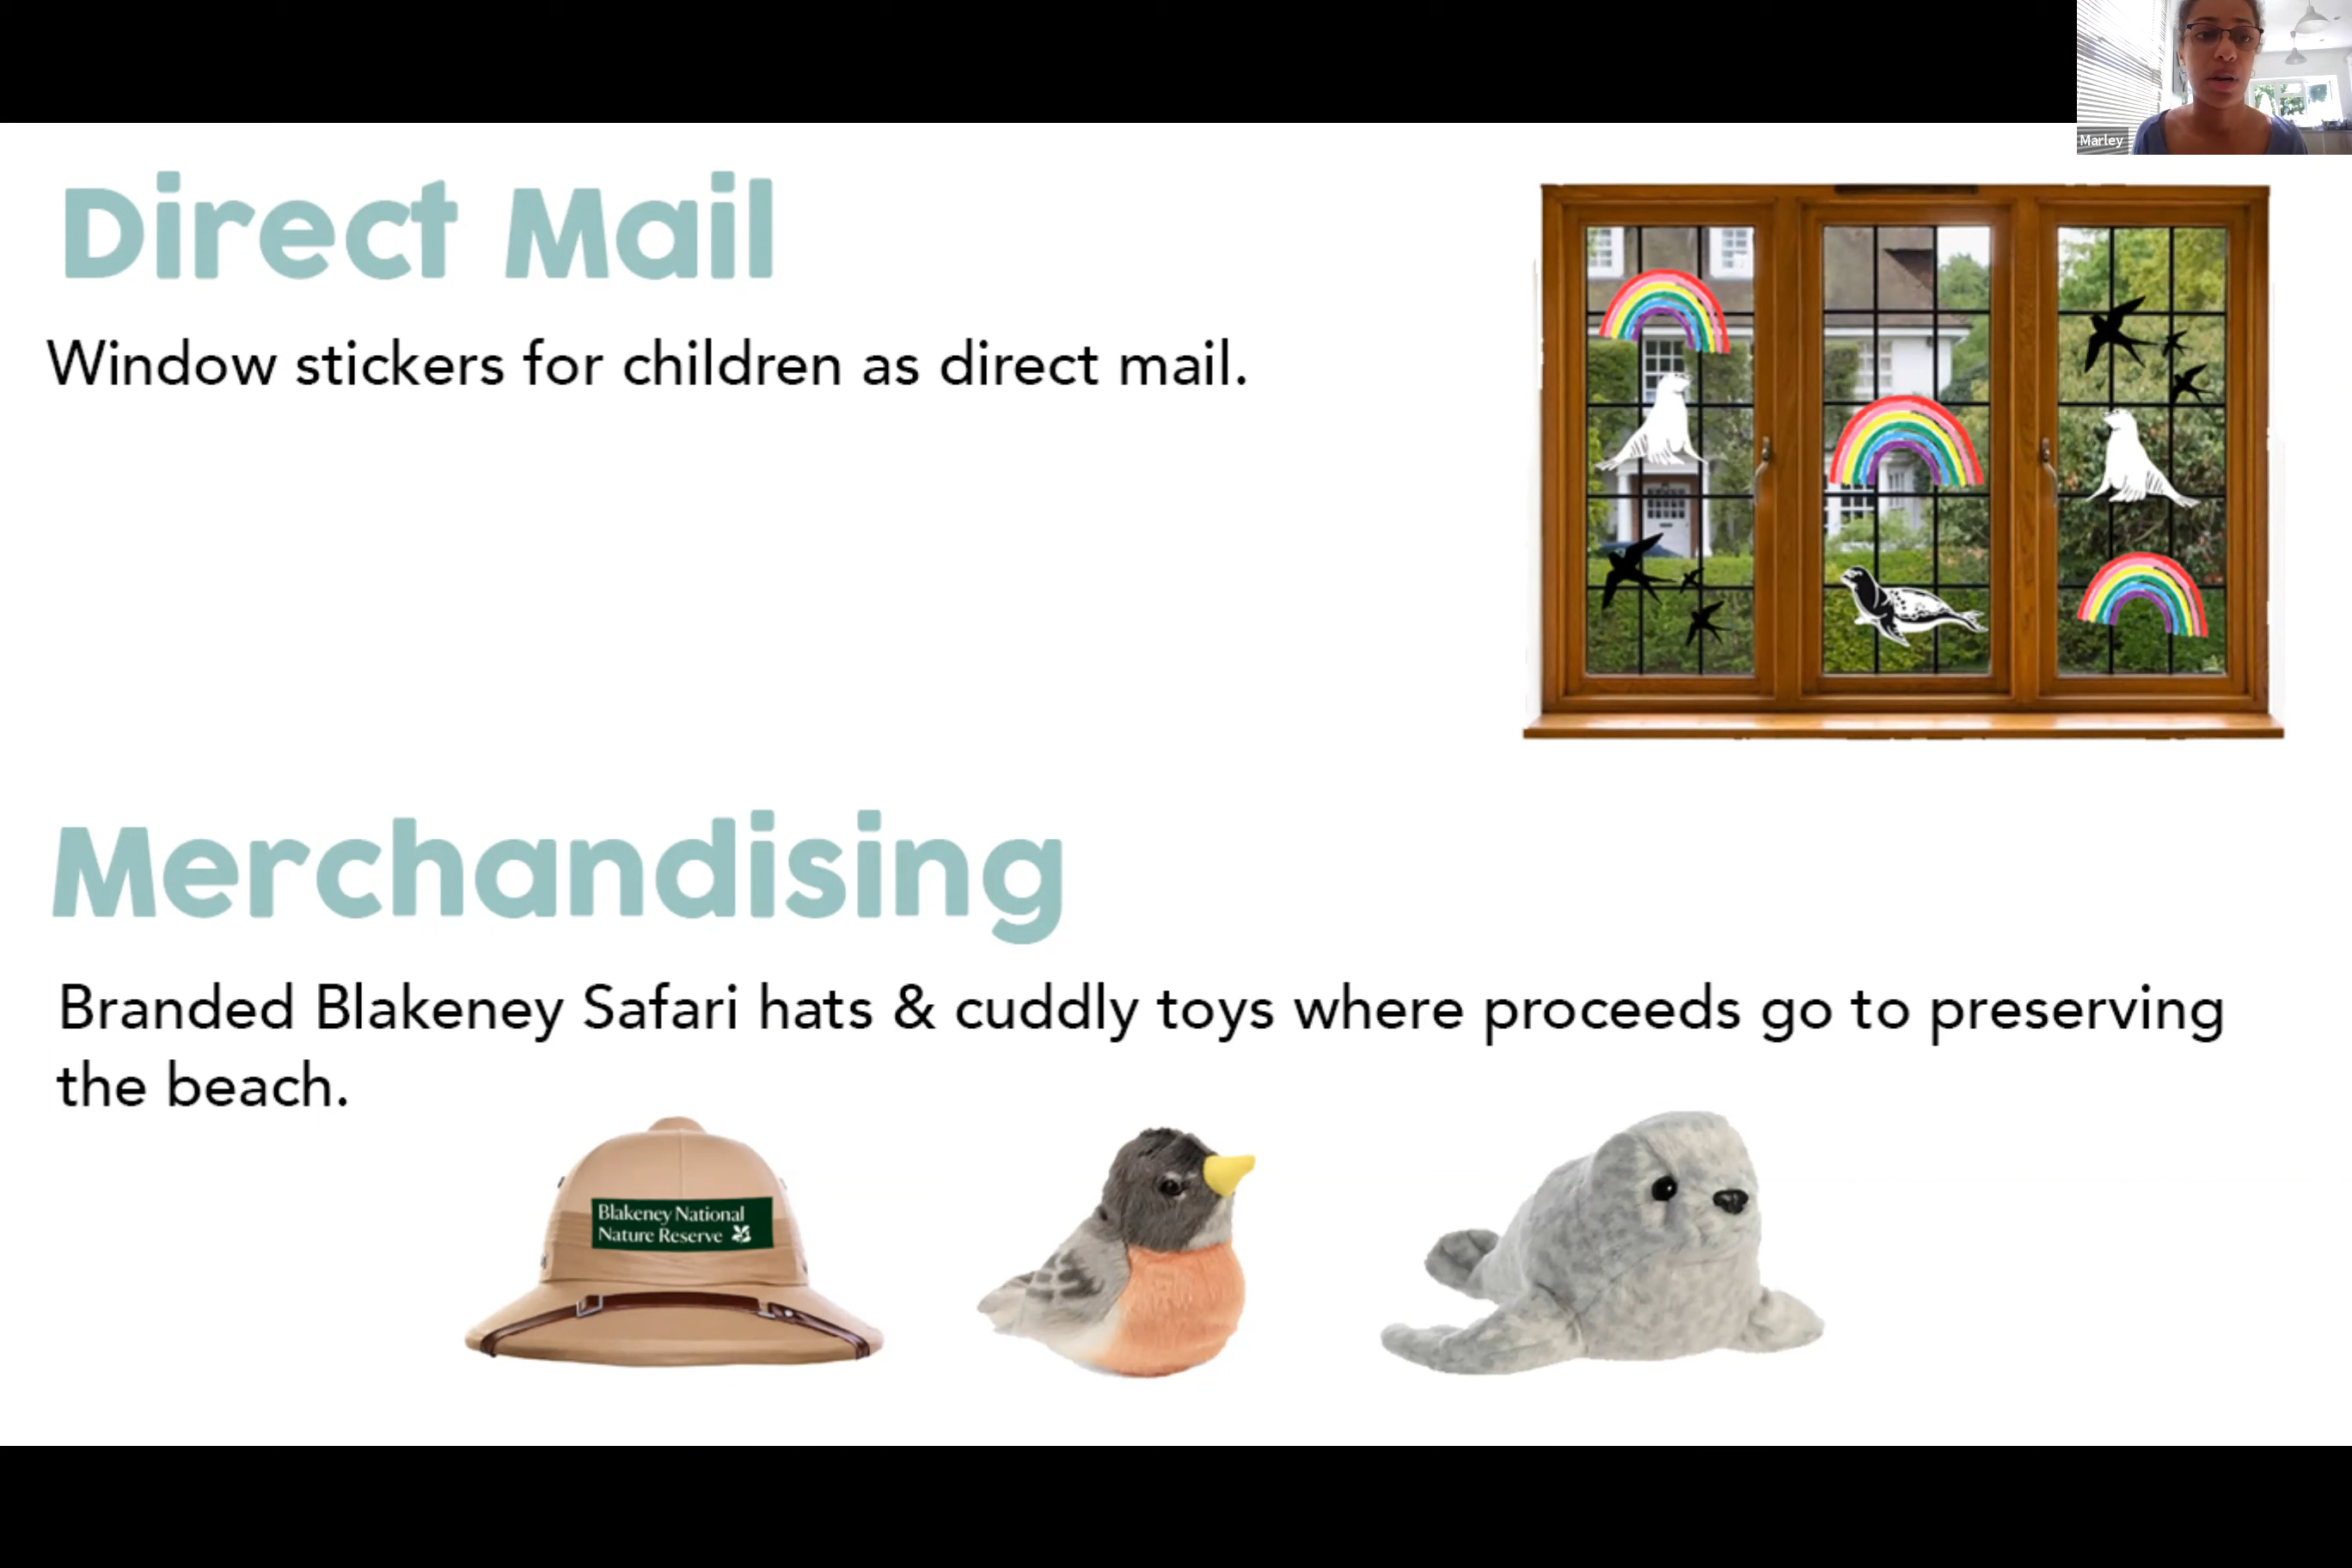 Marley
Direct Mail
Window stickers for children as direct mail.
Merchandising
Branded Blakeney Safari hats & cuddly toys where proceeds go to preserving
the beach.
Blakeney National
Nature Reserve